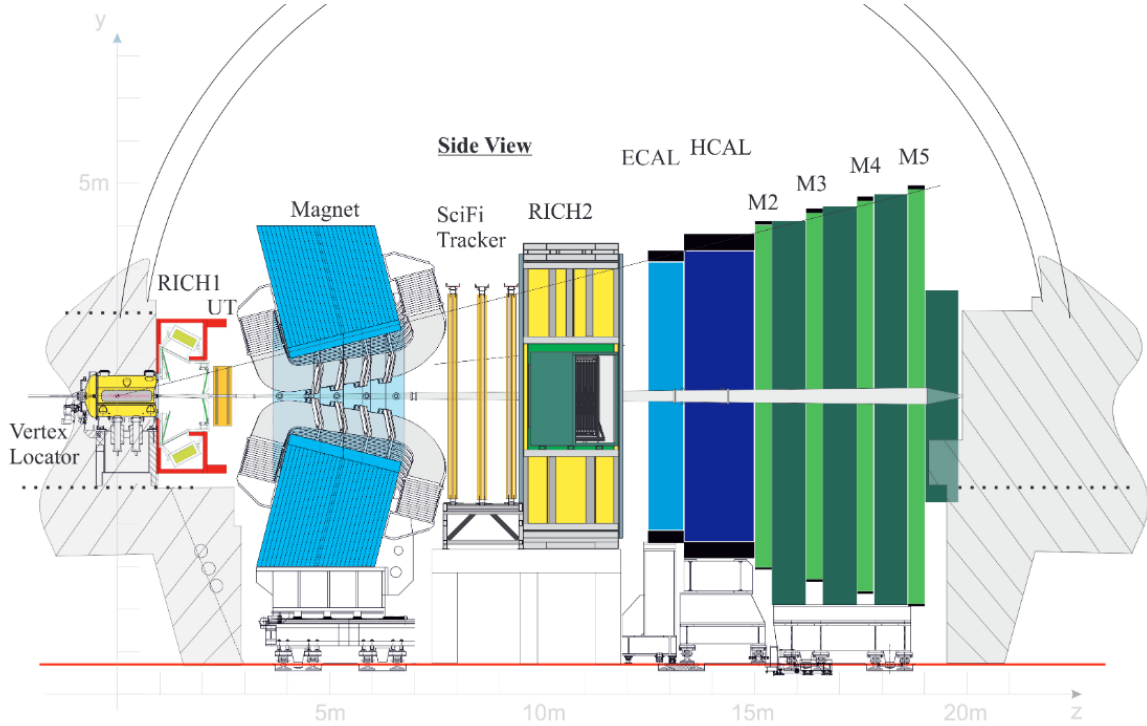 y
Side View
ECAL
HCAL
M5
M4
M3
M2
5m
Magnet
SciFi
Tracker
RICH2
RICH1
UT
Vertex
Locator
5m
10m
15m
20m
z